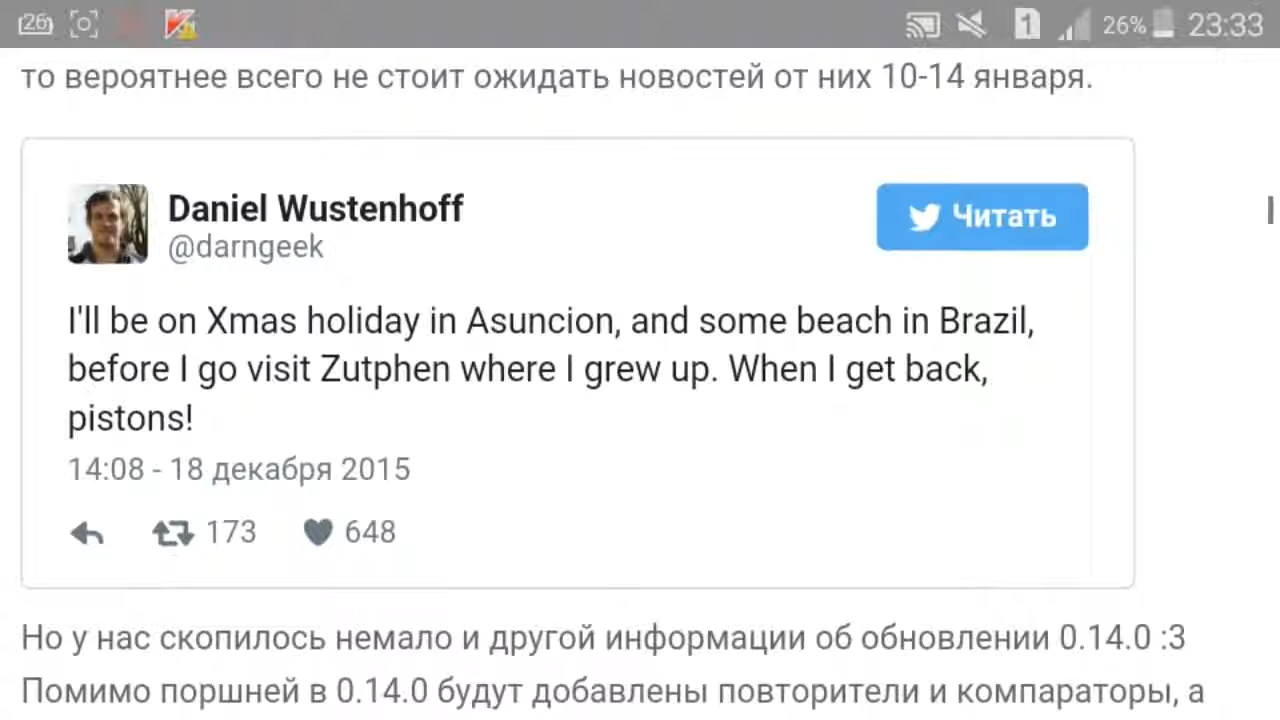 26 1 26% 23:33
то вероятнее всего не стоит ожидать новостей от них 10-14 января.
Daniel Wustenhoff
@darngeek
Читать
I'll be on Xmas holiday in Asuncion, and some beach in Brazil,
before I go visit Zutphen where I grew up. When I get back,
pistons!
14:08 - 18 декабря 2015
173 648
Но у нас скопилось немало и другой информации об обновлении 0.14.0 :3
Помимо поршней в 0.14.0 будут добавлены повторители и компараторы, а